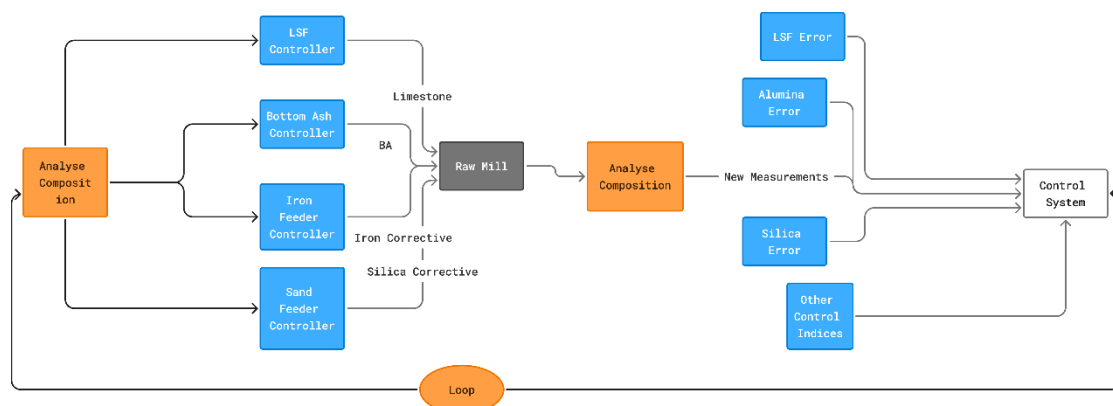 LSF
Controller
Limestone
Bottom Ash
Controller
BA
Analyse
Composit
ion
Iron
Feeder
Controller
Iron Corrective
Silica Corrective
Sand
Feeder
Controller
Raw Mill
Analyse
Composition
New Measurements
LSF Error
Alumina
Error
Silica
Error
Other
Control
Indices
Control
System
Loop